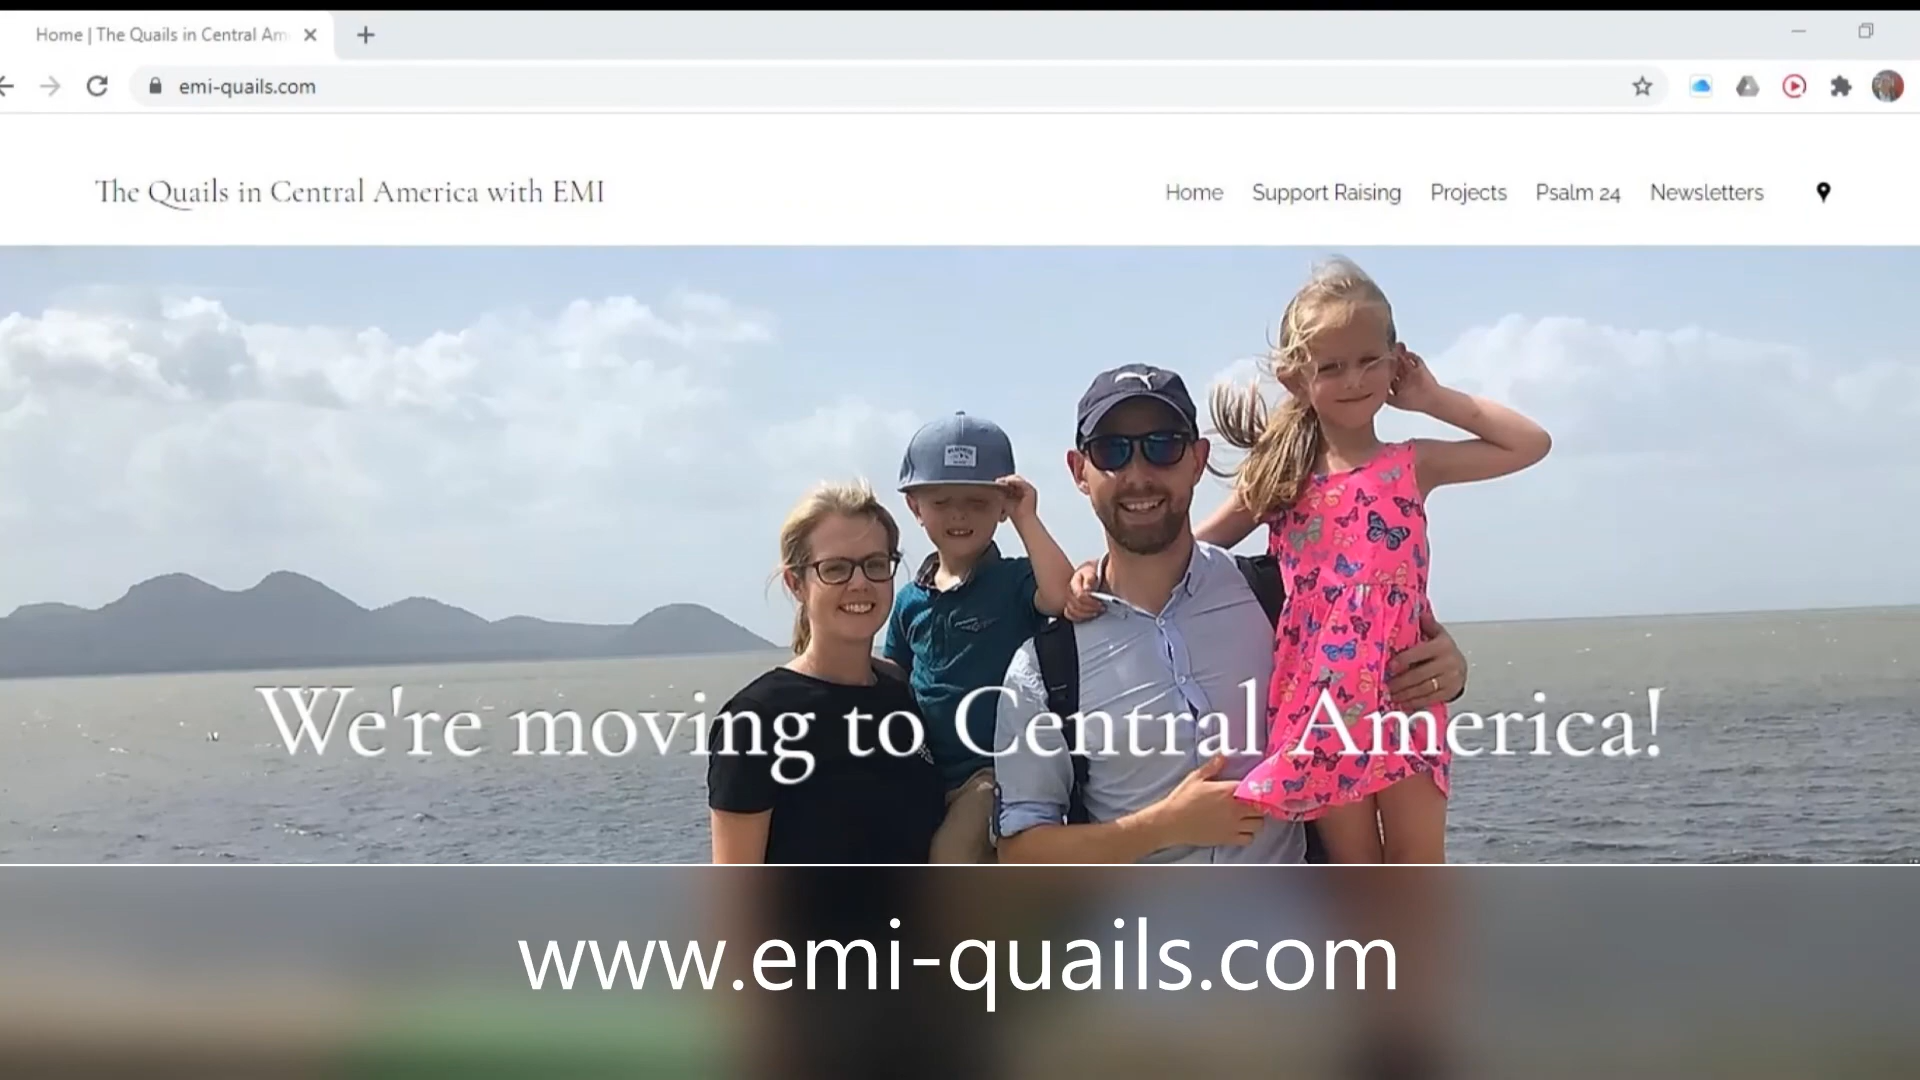 Home | The Quails in Central Am
emi-quails.com
The Quails in Central America with EMI
Home Support Raising Projects Psalm 24 Newsletters
We're moving to Central America!
www.emi-quails.com